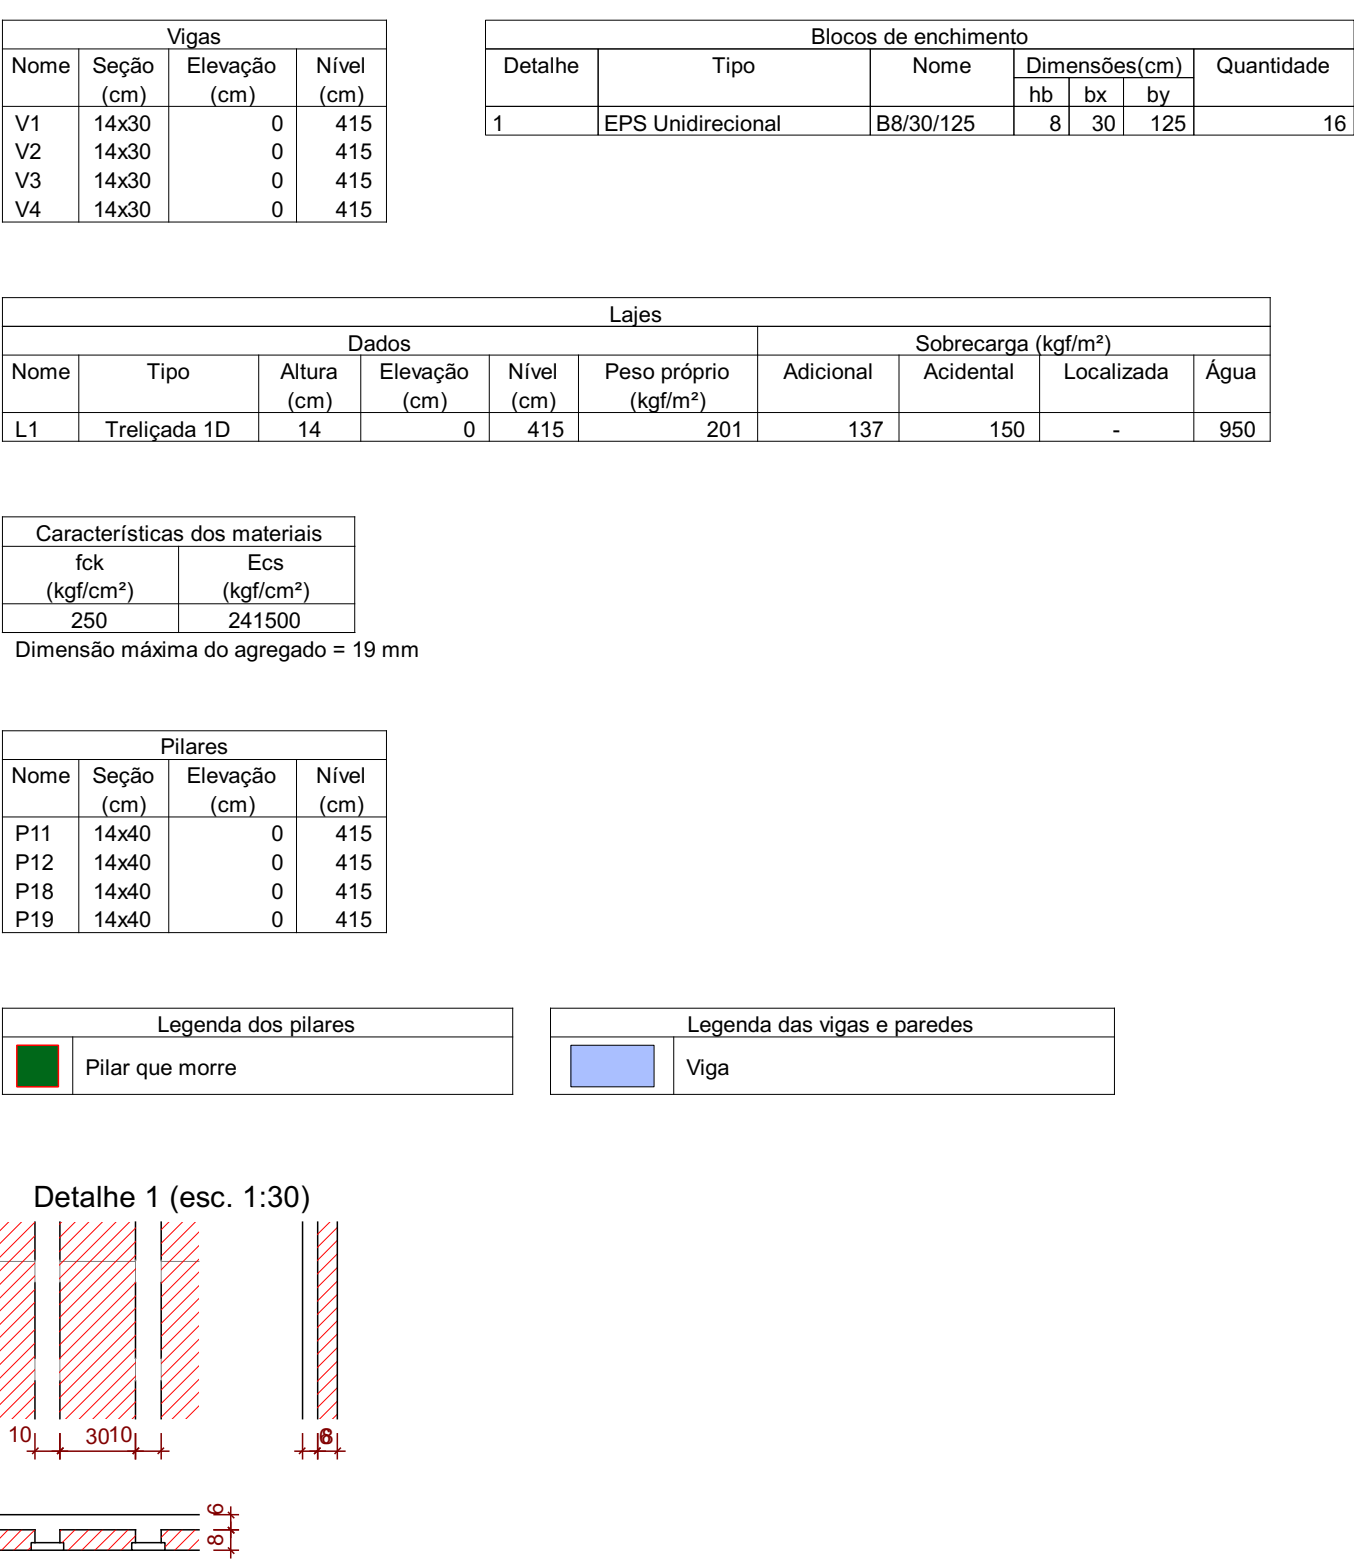 Vigas
Nome Seção (cm) Elevação (cm) Nível (cm)
V1 14x30 0 415
V2 14x30 0 415
V3 14x30 0 415
V4 14x30 0 415
Blocos de enchimento
Detalhe Tipo Nome Dimensões(cm) Quantidade
hb bx by
1 EPS Unidirecional B8/30/125 8 30 125 16
Lajes
Dados Sobrecarga (kgf/m²)
Nome Tipo Altura (cm) Elevação (cm) Nível (cm) Peso próprio (kgf/m²) Adicional Acidental Localizada Água
L1 Treliçada 1D 14 0 415 201 137 150 - 950
Características dos materiais
fck (kgf/cm²) Ecs (kgf/cm²)
250 241500
Dimensão máxima do agregado = 19 mm
Pilares
Nome Seção (cm) Elevação (cm) Nível (cm)
P11 14x40 0 415
P12 14x40 0 415
P18 14x40 0 415
P19 14x40 0 415
Legenda dos pilares
Pilar que morre
Legenda das vigas e paredes
Viga
Detalhe 1 (esc. 1:30)
10 30 10 6 8
6
8